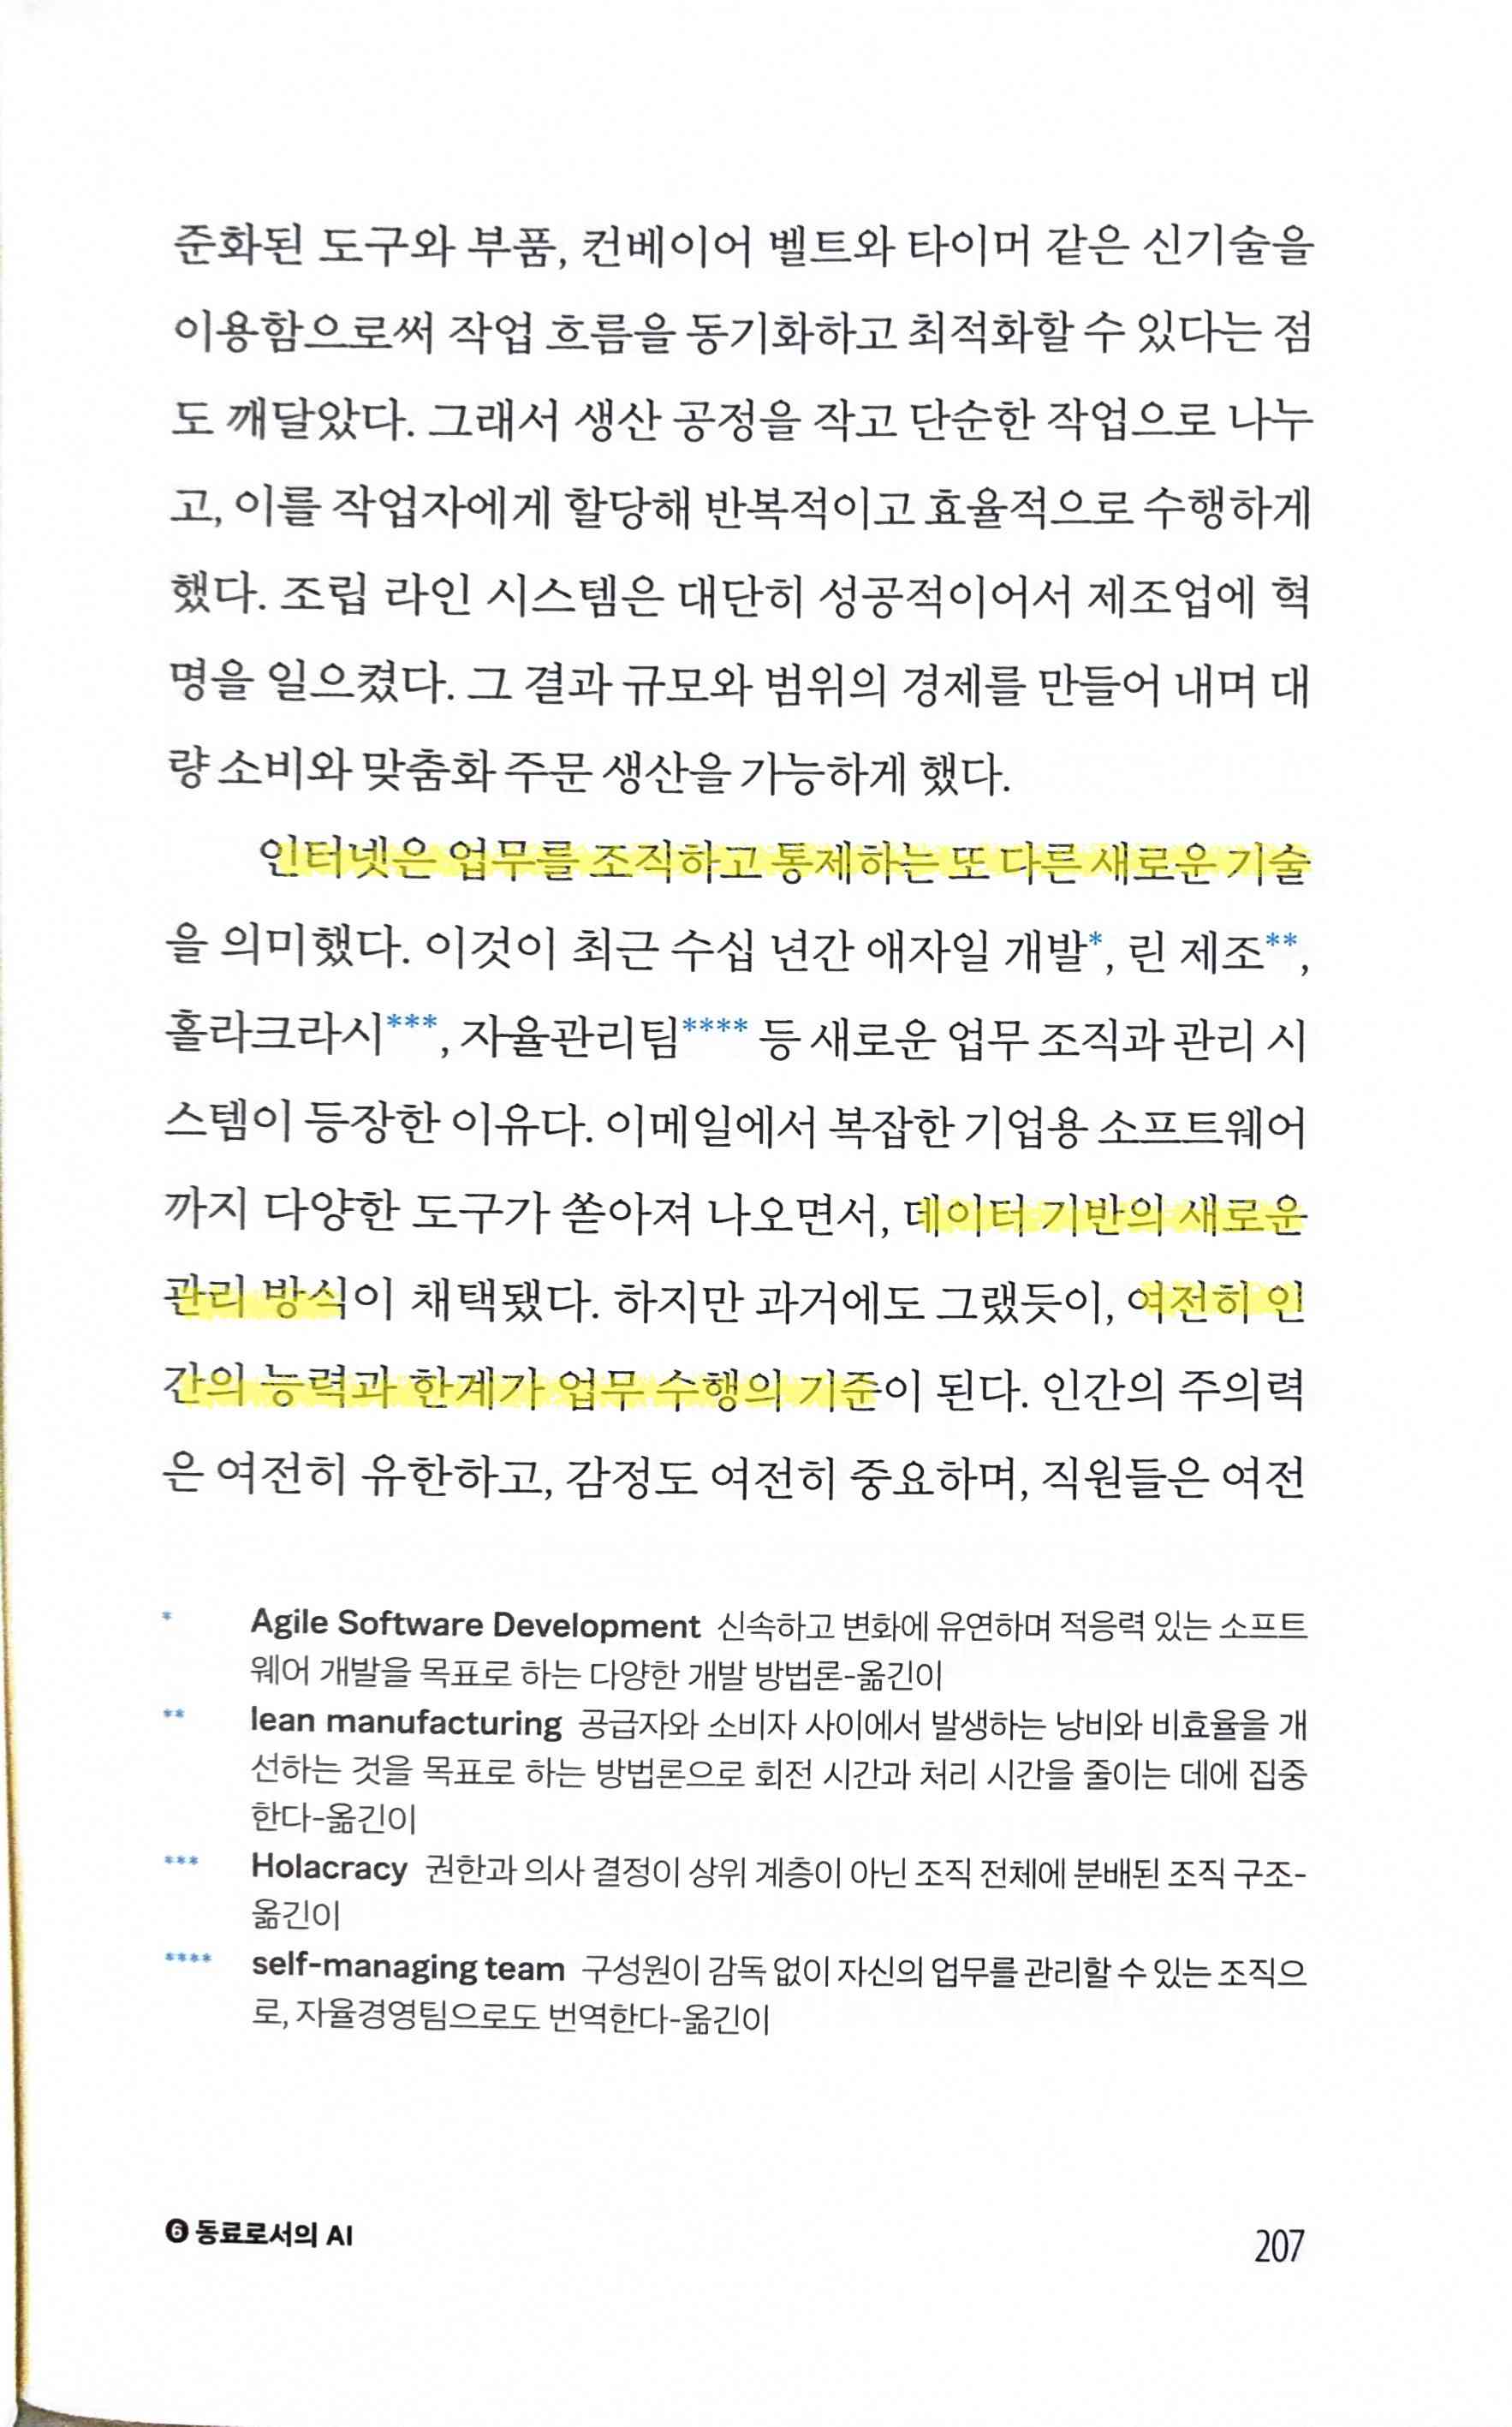 준화된 도구와 부품, 컨베이어 벨트와 타이머 같은 신기술을
이용함으로써 작업 흐름을 동기화하고 최적화할 수 있다는 점
도 깨달았다. 그래서 생산 공정을 작고 단순한 작업으로 나누
고, 이를 작업자에게 할당해 반복적이고 효율적으로 수행하게
했다. 조립 라인 시스템은 대단히 성공적이어서 제조업에 혁
명을 일으켰다. 그 결과 규모와 범위의 경제를 만들어 내며 대
량 소비와 맞춤화 주문 생산을 가능하게 했다.
인터넷은 업무를 조직하고 통제하는 또 다른 새로운 기술
을 의미했다. 이것이 최근 수십 년간 애자일 개발*, 린 제조**,
홀라크라시***, 자율관리팀**** 등 새로운 업무 조직과 관리 시
스템이 등장한 이유다. 이메일에서 복잡한 기업용 소프트웨어
까지 다양한 도구가 쏟아져 나오면서, 데이터 기반의 새로운
관리 방식이 채택됐다. 하지만 과거에도 그랬듯이, 여전히 인
간의 능력과 한계가 업무 수행의 기준이 된다. 인간의 주의력
은 여전히 유한하고, 감정도 여전히 중요하며, 직원들은 여전
* Agile Software Development 신속하고 변화에 유연하며 적응력 있는 소프트
웨어 개발을 목표로 하는 다양한 개발 방법론-옮긴이
** lean manufacturing 공급자와 소비자 사이에서 발생하는 낭비와 비효율을 개
선하는 것을 목표로 하는 방법론으로 회전 시간과 처리 시간을 줄이는 데에 집중
한다-옮긴이
*** Holacracy 권한과 의사 결정이 상위 계층이 아닌 조직 전체에 분배된 조직 구조-
옮긴이
**** self-managing team 구성원이 감독 없이 자신의 업무를 관리할 수 있는 조직으
로, 자율경영팀으로도 번역한다-옮긴이
❻ 동료로서의 AI
207